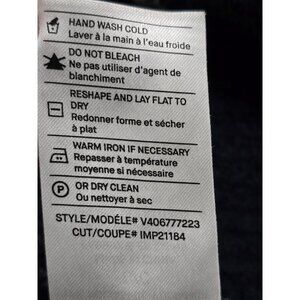 HAND WASH COLD
Laver à la main à l'eau froide
DO NOT BLEACH
Ne pas utiliser d'agent de
blanchiment
RESHAPE AND LAY FLAT TO
DRY
Redonner forme et sécher
à plat
WARM IRON IF NECESSARY
Repasser à température
moyenne si nécessaire
P
OR DRY CLEAN
Ou nettoyer à sec
STYLE/MODÉLE# V406777223
CUT/COUPE# IMP21184